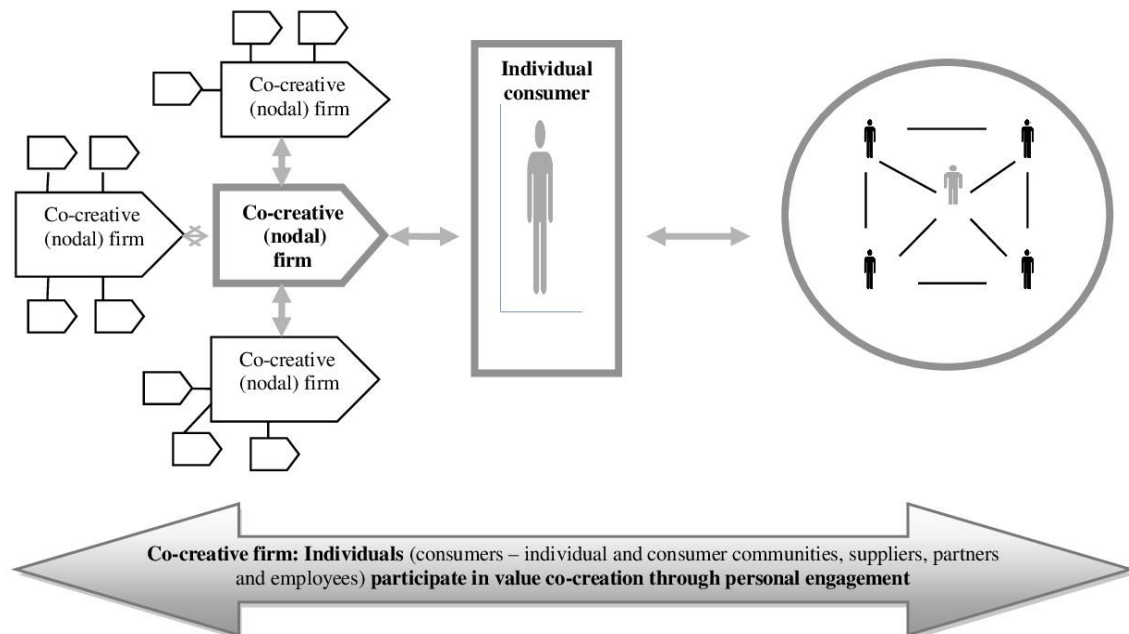 Co-creative
(nodal) firm
Individual
consumer
Co-creative
(nodal) firm
Co-creative
(nodal)
firm
Co-creative
(nodal) firm
Co-creative firm: Individuals (consumers – individual and consumer communities, suppliers, partners
and employees) participate in value co-creation through personal engagement